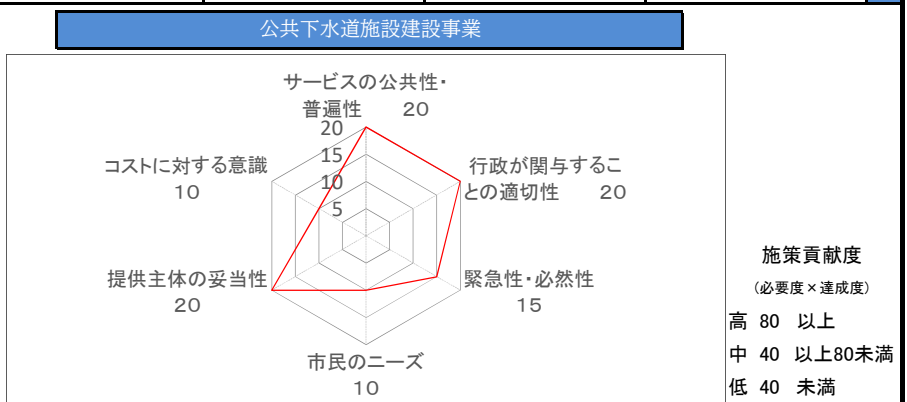 公共下水道施設建設事業
サービスの公共性・
普遍性 20
20
15
10
5
行政が関与するこ
との適切性 20
緊急性・必然性
15
市民のニーズ
10
提供主体の妥当性
20
コストに対する意識
10
施策貢献度
(必要度×達成度)
高 80 以上
中 40 以上80未満
低 40 未満